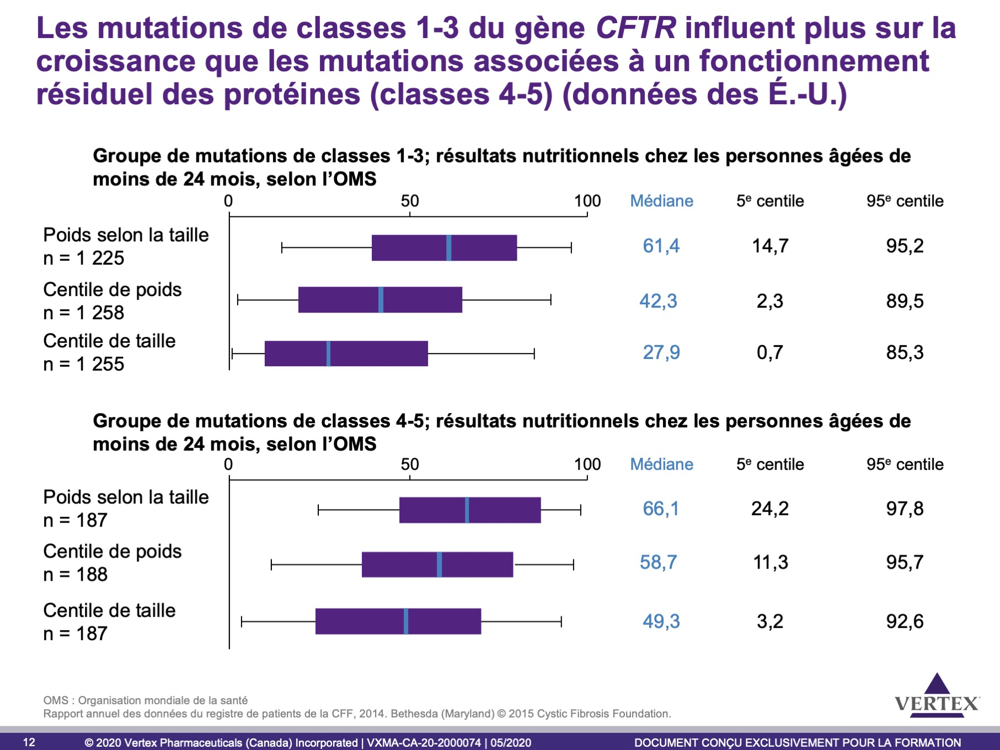 Les mutations de classes 1-3 du gène CFTR influent plus sur la
croissance que les mutations associées à un fonctionnement
résiduel des protéines (classes 4-5) (données des É.-U.)
Groupe de mutations de classes 1-3; résultats nutritionnels chez les personnes âgées de
moins de 24 mois, selon l’OMS
0 50 100 Médiane 5e centile 95e centile
Poids selon la taille
n = 1 225
61,4 14,7 95,2
Centile de poids
n = 1 258
42,3 2,3 89,5
Centile de taille
n = 1 255
27,9 0,7 85,3
Groupe de mutations de classes 4-5; résultats nutritionnels chez les personnes âgées de
moins de 24 mois, selon l’OMS
0 50 100 Médiane 5e centile 95e centile
Poids selon la taille
n = 187
66,1 24,2 97,8
Centile de poids
n = 188
58,7 11,3 95,7
Centile de taille
n = 187
49,3 3,2 92,6
OMS : Organisation mondiale de la santé
Rapport annuel des données du registre de patients de la CFF, 2014. Bethesda (Maryland) © 2015 Cystic Fibrosis Foundation.
VERTEX
12 © 2020 Vertex Pharmaceuticals (Canada) Incorporated | VXMA-CA-20-2000074 | 05/2020 DOCUMENT CONÇU EXCLUSIVEMENT POUR LA FORMATION